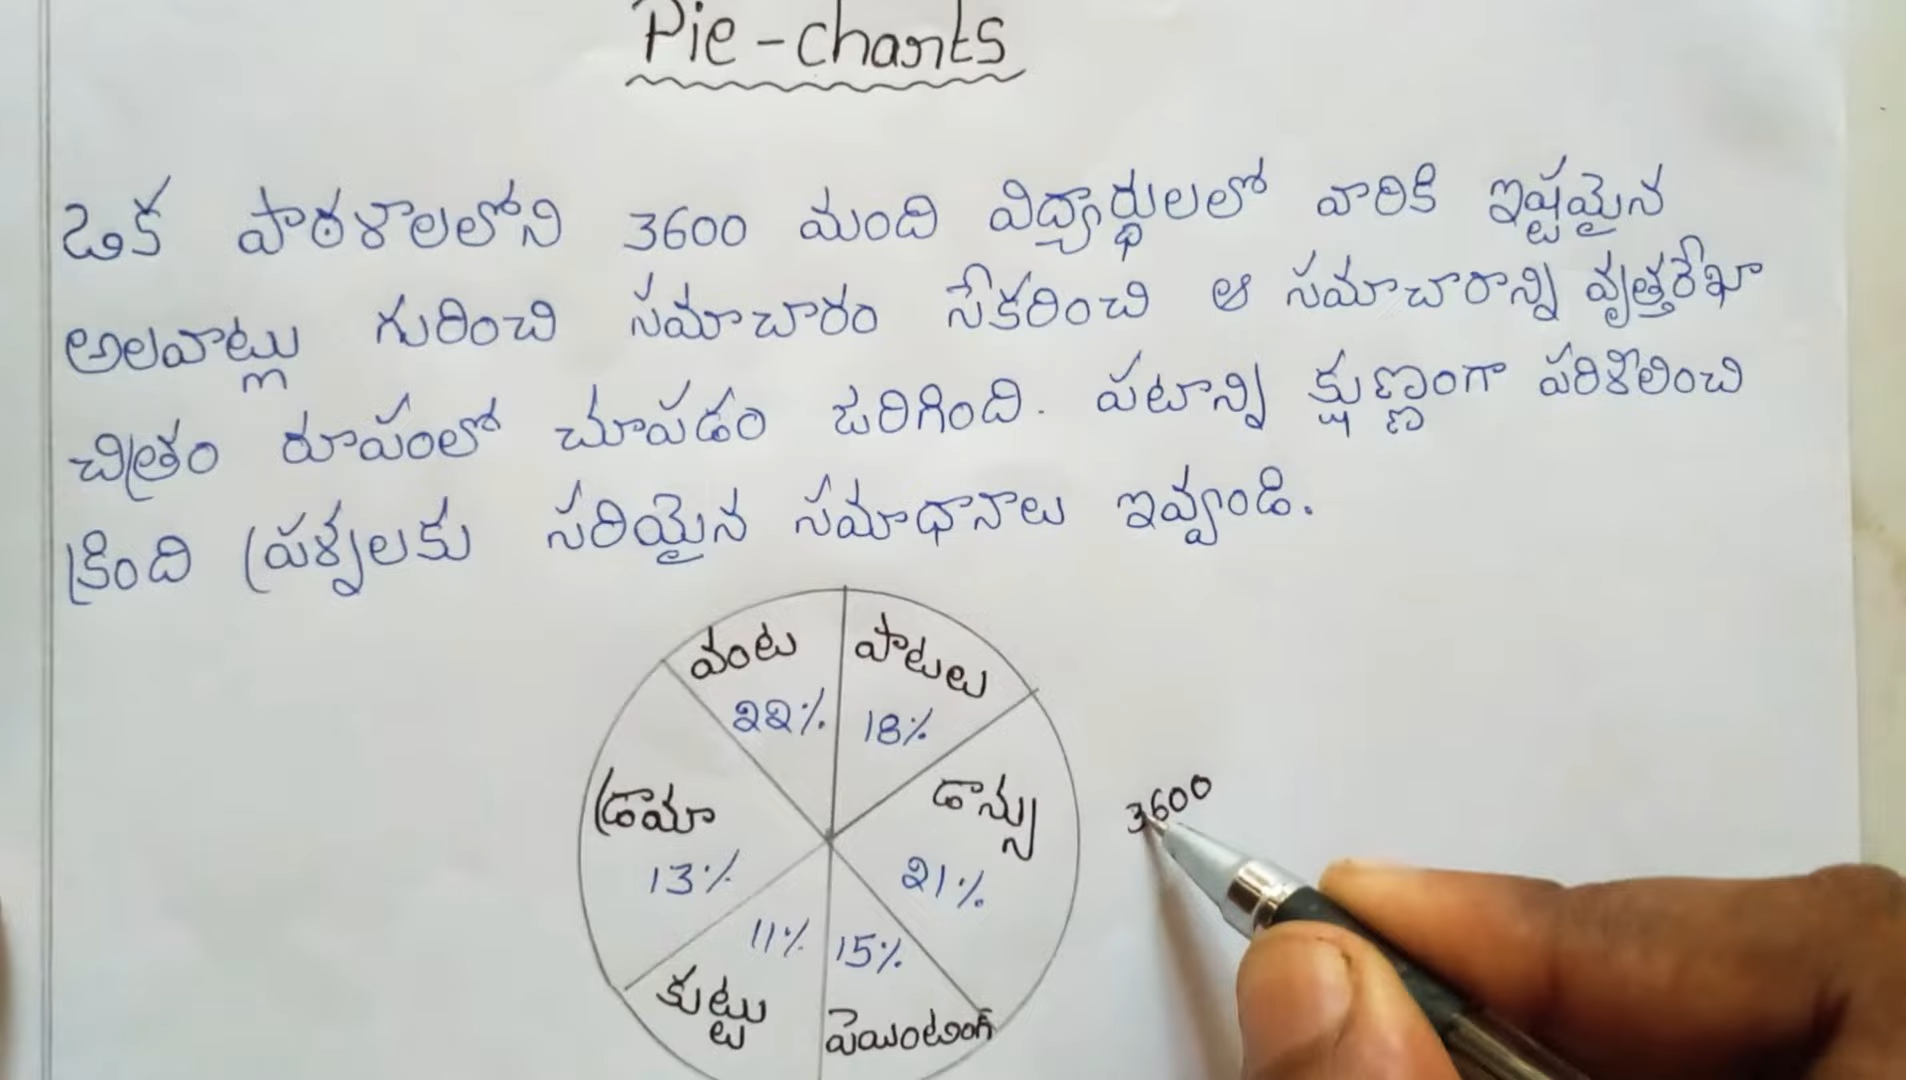 Pie-charts
ఒక పాఠశాలలోని 3600 మంది విద్యార్థులలో వారికి ఇష్టమైన
అలవాట్లు గురించి సమాచారం సేకరించి ఆ సమాచారాన్ని వృత్తరేఖా
చిత్రం రూపంలో చూపడం జరిగింది. పటాన్ని క్షుణ్ణంగా పరిశీలించి
క్రింది ప్రశ్నలకు సరియైన సమాధానాలు ఇవ్వండి.
వంట
22%
పాటలు
18%
డ్రామా
13%
డాన్సు
21%
3600
11%
కుట్టు
15%
పెయింటింగ్